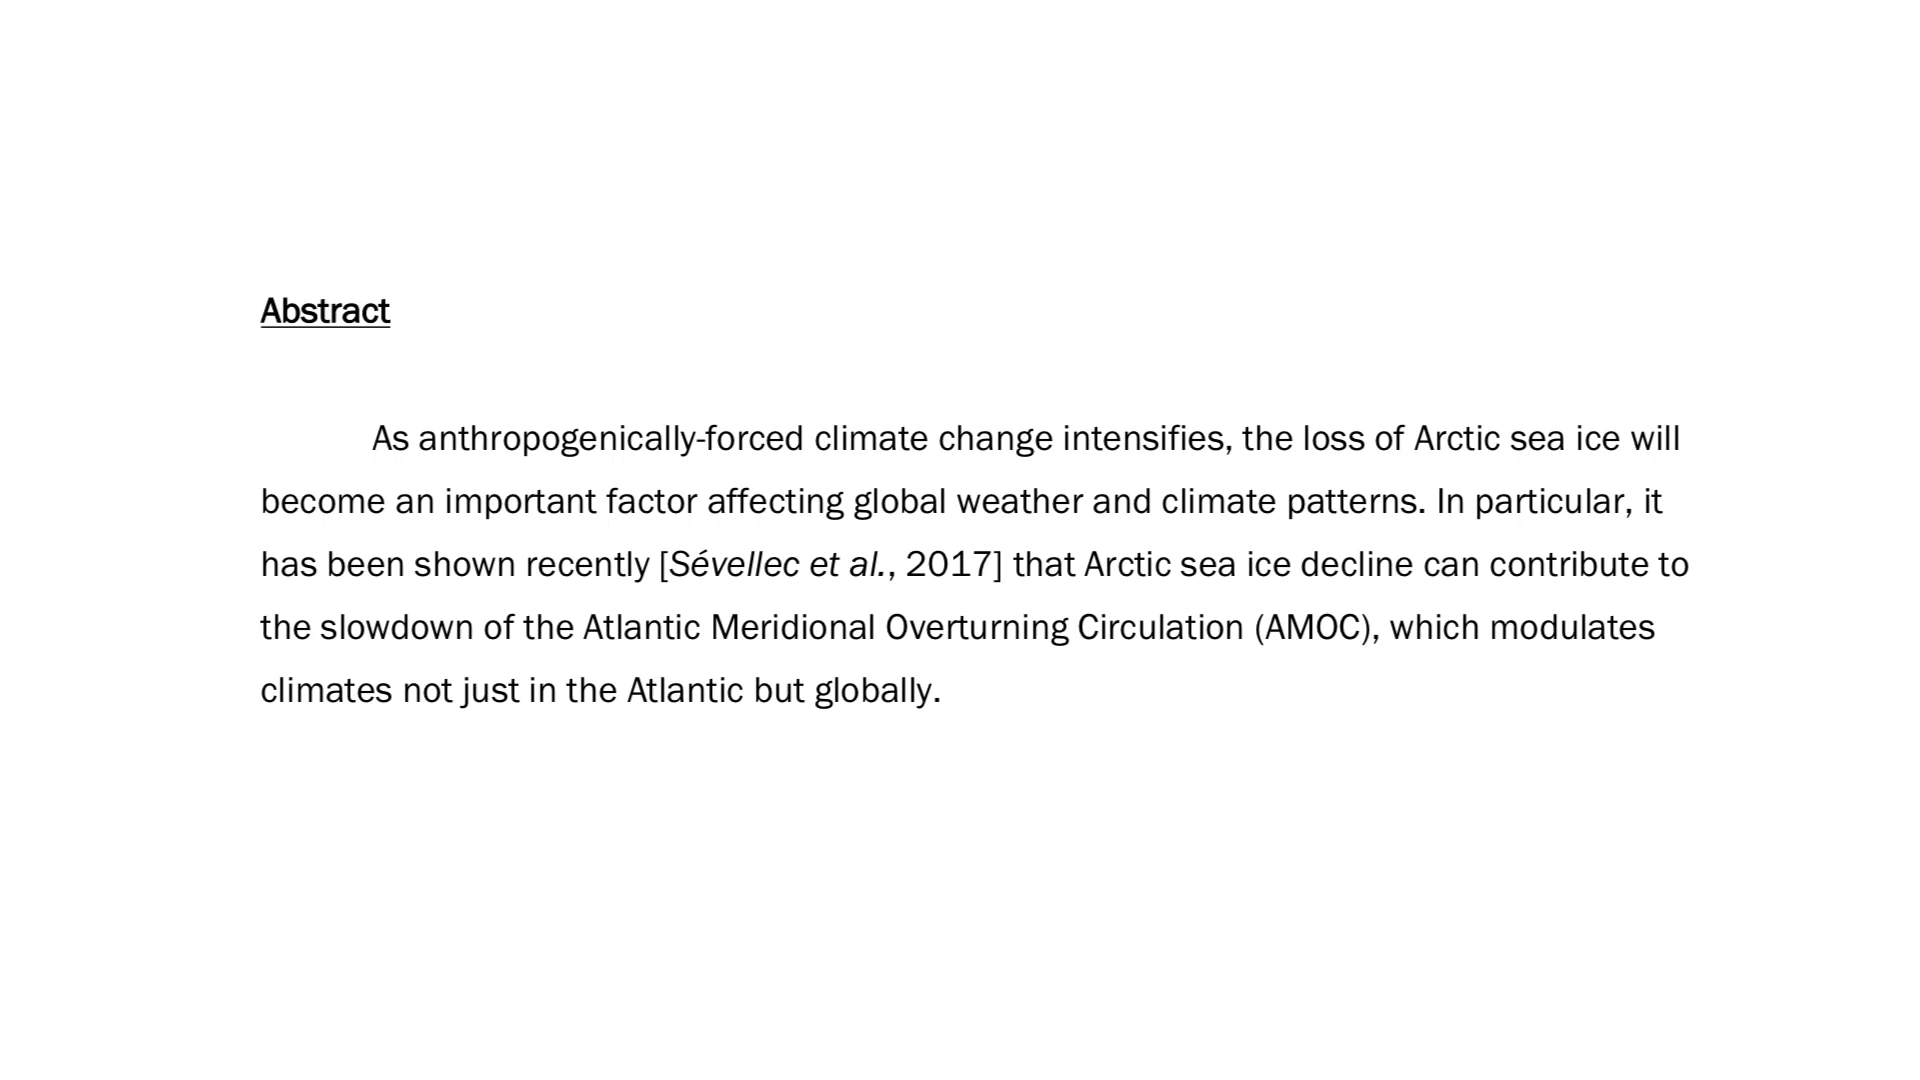 Abstract
As anthropogenically-forced climate change intensifies, the loss of Arctic sea ice will
become an important factor affecting global weather and climate patterns. In particular, it
has been shown recently [Sévellec et al., 2017] that Arctic sea ice decline can contribute to
the slowdown of the Atlantic Meridional Overturning Circulation (AMOC), which modulates
climates not just in the Atlantic but globally.